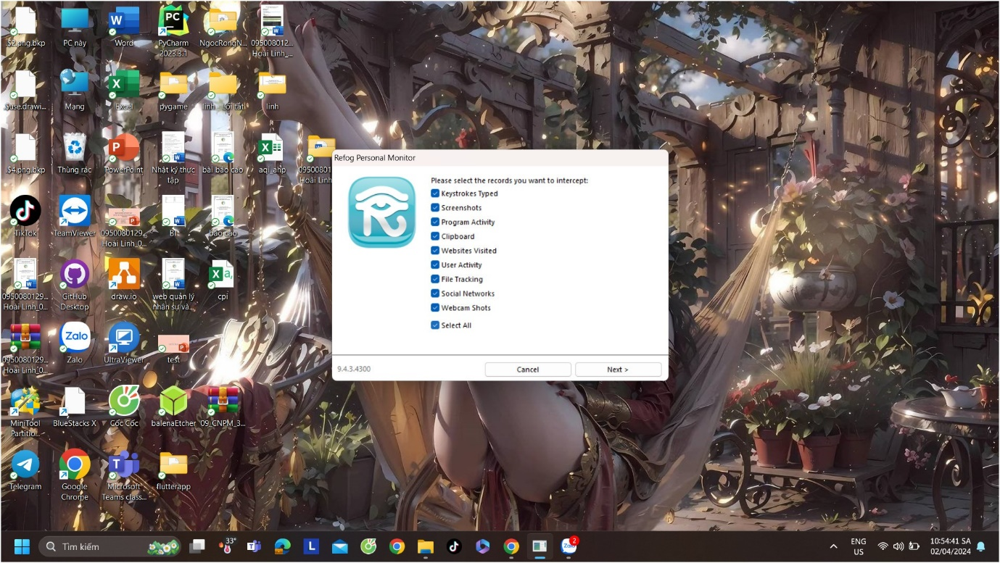 .$2.png.bkp
PC này
Word
PyCharm
2023.3.1
NgocRongN...
095008012...
Hoài Linh_...
.$use.drawi...
Mạng
Excel
pygame
linh - Lối tắt
linh
.$4.png.bkp
Thùng rác
PowerPoint
Nhật ký thực
tập
bài báo cáo
aqi_ahp
09500801...
Hoài Linh
TikTok
TeamViewer
0950080129...
Hoài Linh_0...
B1
báo cáo
0950080129...
Hoài Linh_0...
GitHub
Desktop
draw.io
web quản lý
nhân sự và...
cpi
0950080129...
Hoài Linh_0...
Zalo
Zalo
UltraViewer
test
MiniTool
Partitio...
BlueStacks X
Cốc Cốc
balenaEtcher
09_CNPM_3...
Telegram
Google
Chrome
Microsoft
Teams class...
flutterapp
Refog Personal Monitor
Please select the records you want to intercept:
Keystrokes Typed
Screenshots
Program Activity
Clipboard
Websites Visited
User Activity
File Tracking
Social Networks
Webcam Shots
Select All
9.4.3.4300
Cancel
Next >
Tìm kiếm
33°
ENG
US
10:54:41 SA
02/04/2024